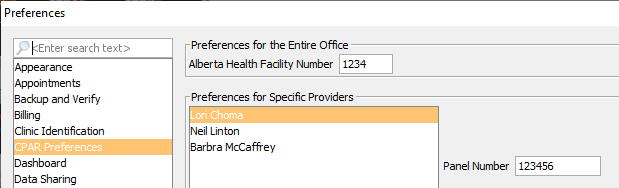 Preferences
<Enter search text>
Appearance
Appointments
Backup and Verify
Billing
Clinic Identification
CPAR Preferences
Dashboard
Data Sharing
Preferences for the Entire Office
Alberta Health Facility Number 1234
Preferences for Specific Providers
Lori Choma
Neil Linton
Barbra McCaffrey
Panel Number 123456